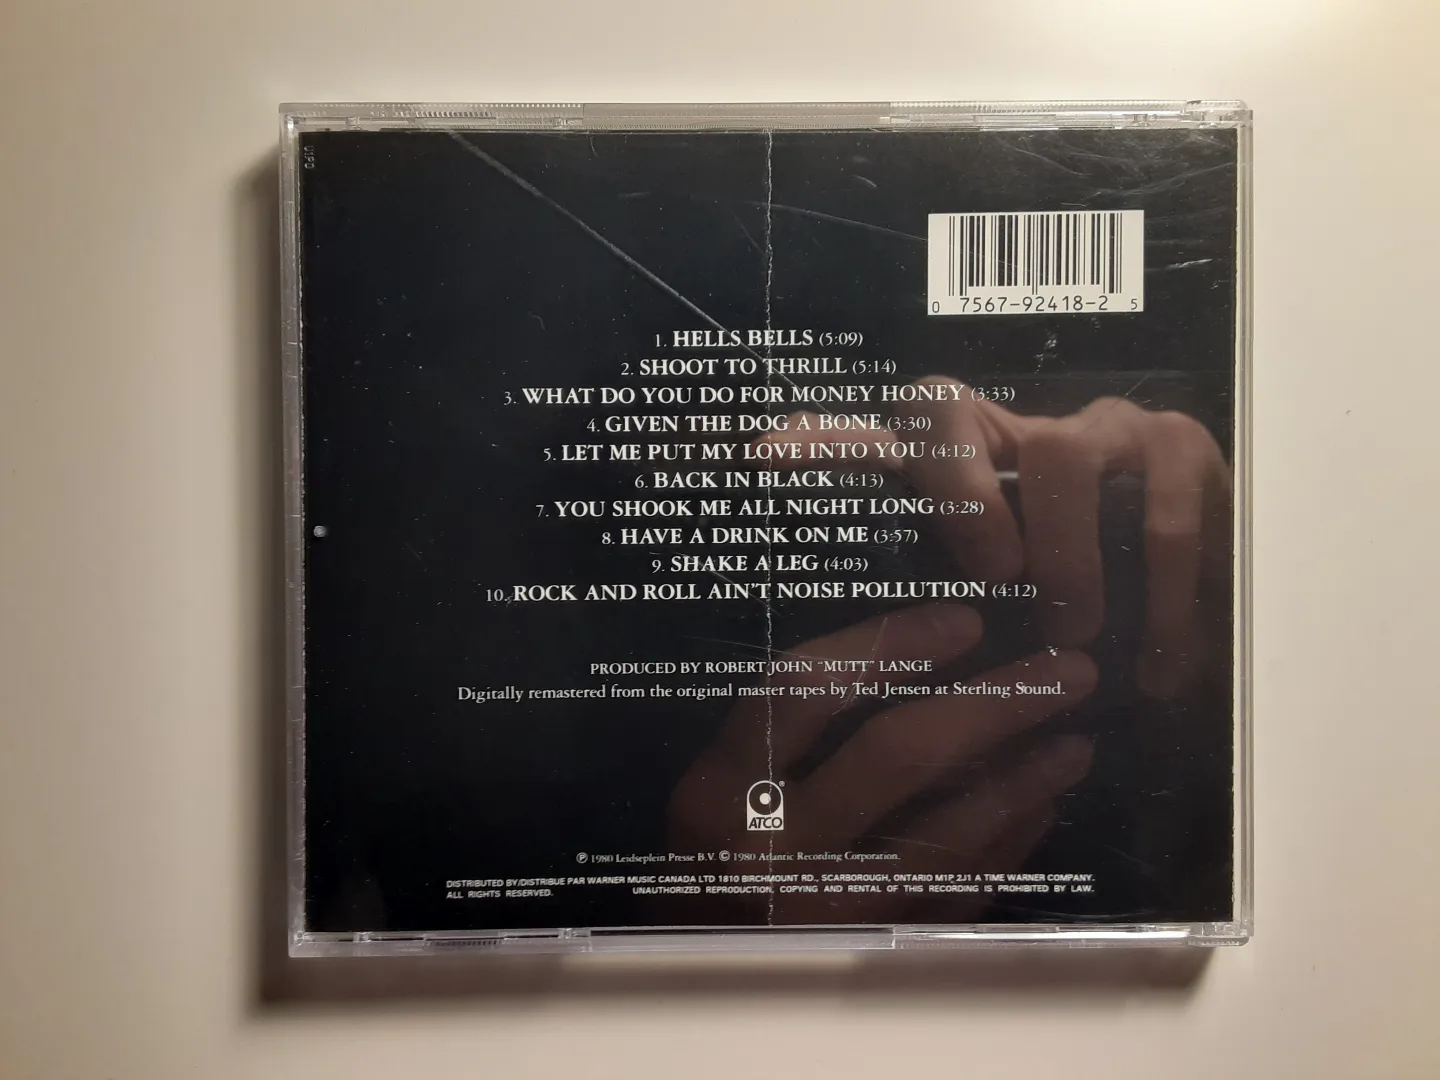 0 7567-92418-2 5
1. HELLS BELLS (5:09)
2. SHOOT TO THRILL (5:14)
3. WHAT DO YOU DO FOR MONEY HONEY (3:33)
4. GIVEN THE DOG A BONE (3:30)
5. LET ME PUT MY LOVE INTO YOU (4:12)
6. BACK IN BLACK (4:13)
7. YOU SHOOK ME ALL NIGHT LONG (3:28)
8. HAVE A DRINK ON ME (3:57)
9. SHAKE A LEG (4:03)
10. ROCK AND ROLL AIN'T NOISE POLLUTION (4:12)
PRODUCED BY ROBERT JOHN “MUTT” LANGE
Digitally remastered from the original master tapes by Ted Jensen at Sterling Sound.
®
ATCO
℗ 1980 Leidseplein Presse B.V. © 1980 Atlantic Recording Corporation.
DISTRIBUTED BY/DISTRIBUE PAR WARNER MUSIC CANADA LTD 1810 BIRCHMOUNT RD., SCARBOROUGH, ONTARIO M1P 2J1 A TIME WARNER COMPANY.
ALL RIGHTS RESERVED. UNAUTHORIZED REPRODUCTION, COPYING AND RENTAL OF THIS RECORDING IS PROHIBITED BY LAW.